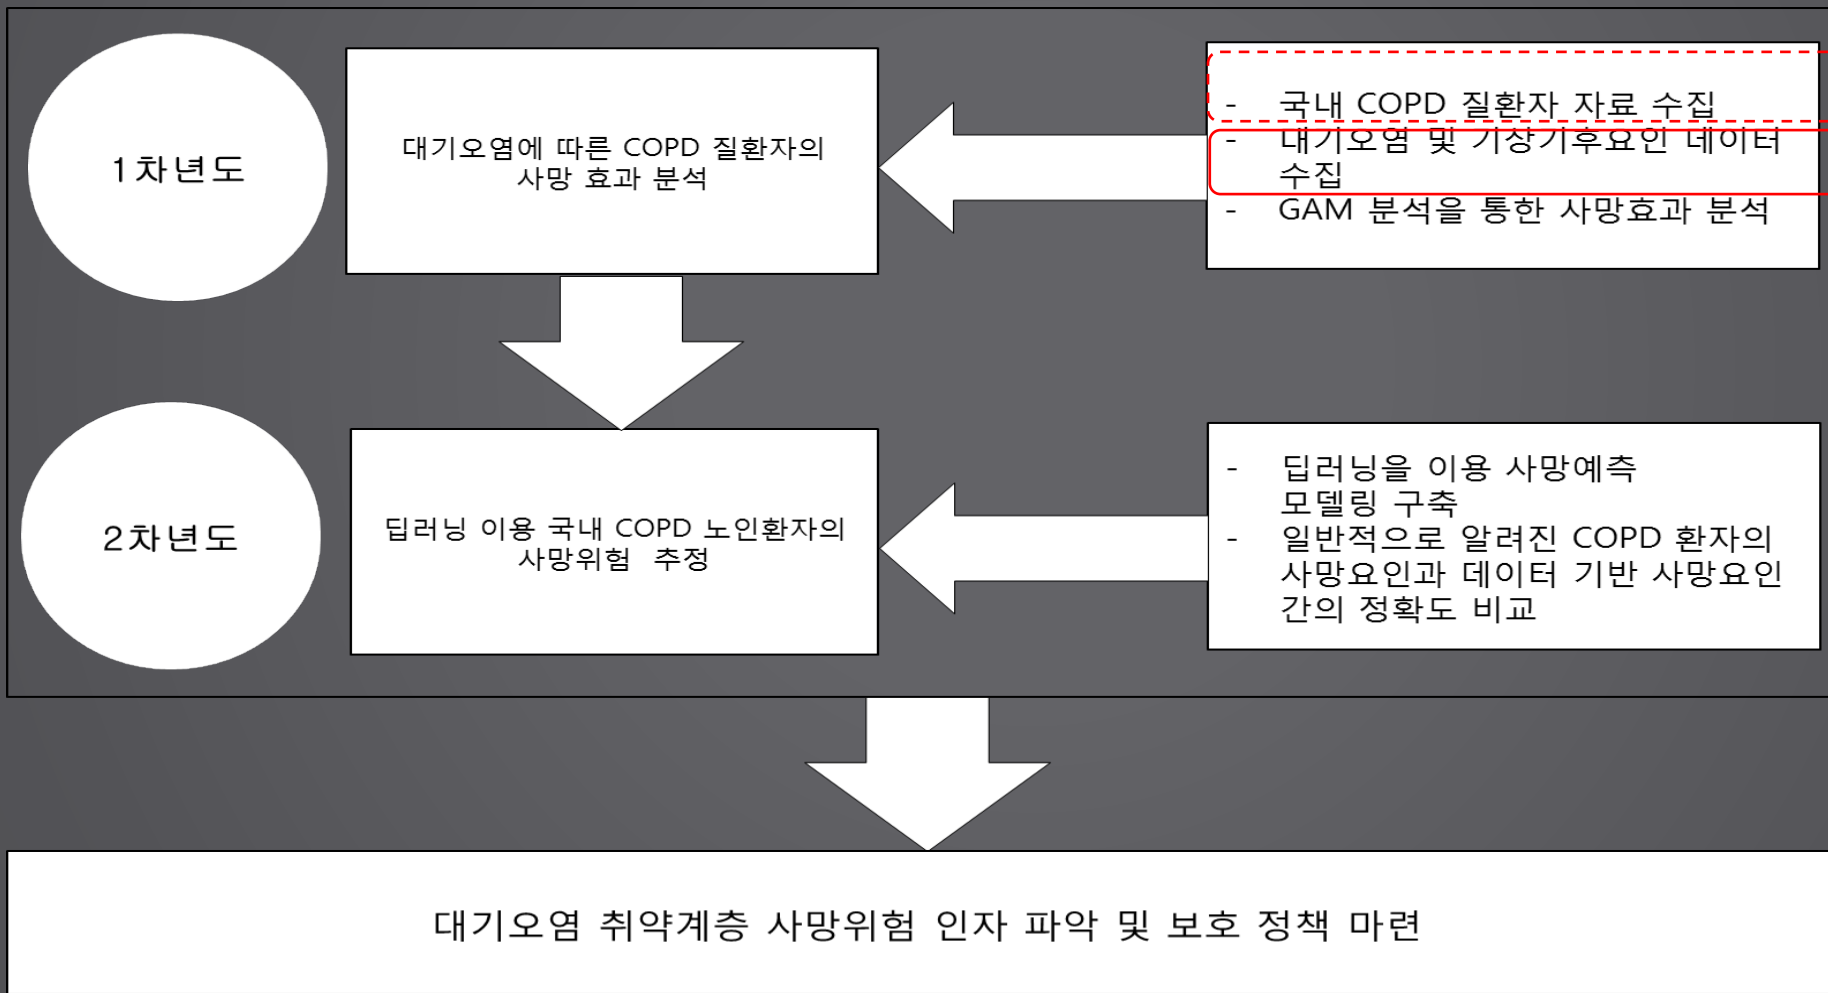 1차년도
대기오염에 따른 COPD 질환자의
사망 효과 분석
- 국내 COPD 질환자 자료 수집
- 대기오염 및 기상기후요인 데이터
수집
- GAM 분석을 통한 사망효과 분석
2차년도
딥러닝 이용 국내 COPD 노인환자의
사망위험 추정
- 딥러닝을 이용 사망예측
모델링 구축
- 일반적으로 알려진 COPD 환자의
사망요인과 데이터 기반 사망요인
간의 정확도 비교
대기오염 취약계층 사망위험 인자 파악 및 보호 정책 마련